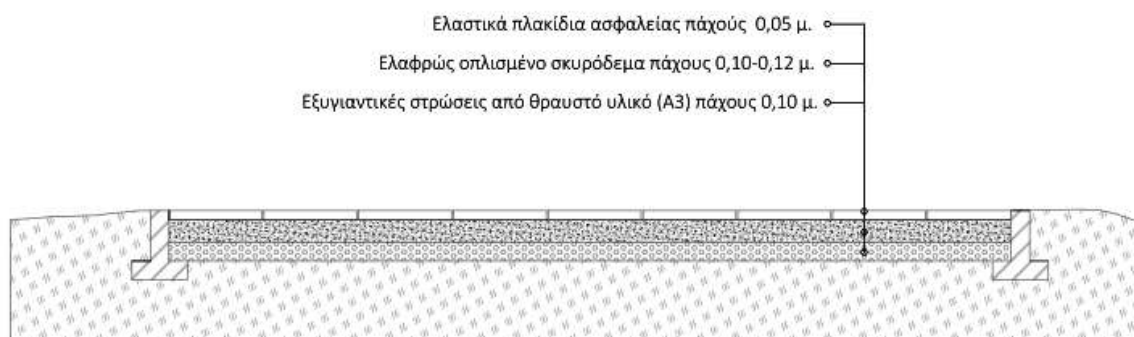 Ελαστικά πλακίδια ασφαλείας πάχούς 0,05 μ.
Ελαφρώς οπλισμένο σκυρόδεμα πάχους 0,10-0,12 μ.
Εξυγιαντικές στρώσεις από θραυστό υλικό (Α3) πάχους 0,10 μ.